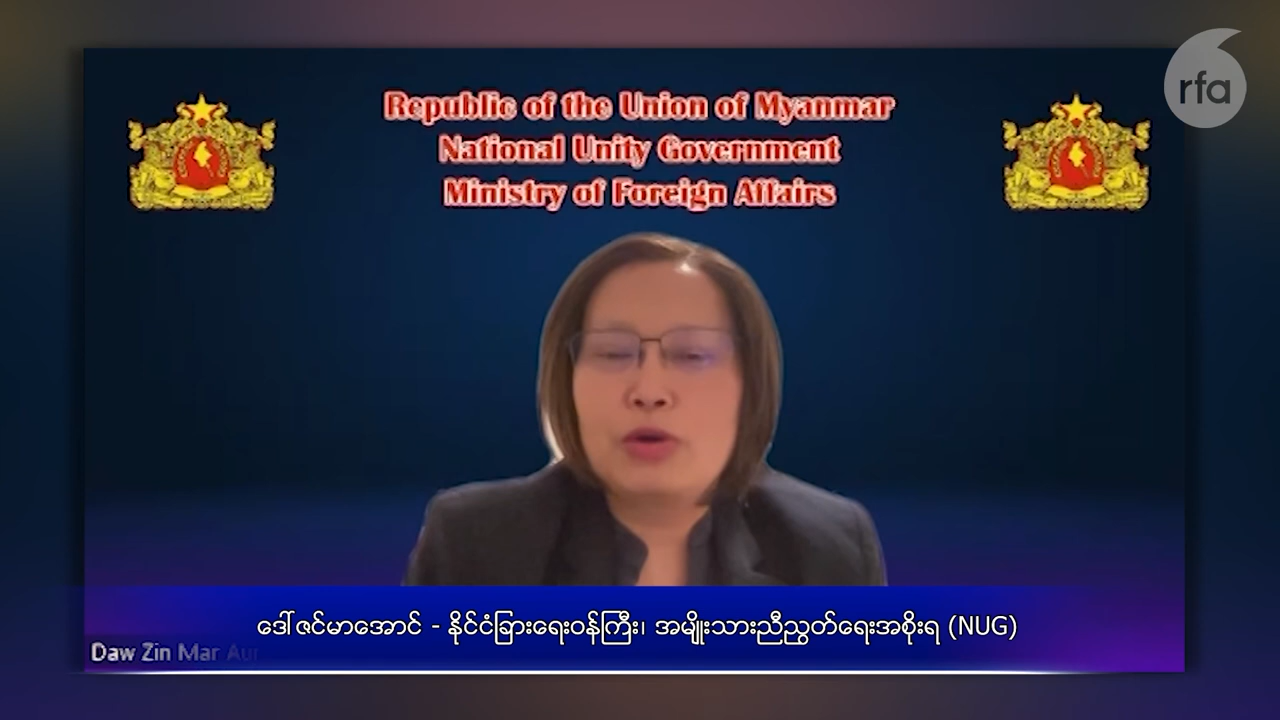 rfa
Republic of the Union of Myanmar
National Unity Government
Ministry of Foreign Affairs
ဒေါ်ဇင်မာအောင် - နိုင်ငံခြားရေးဝန်ကြီး၊ အမျိုးသားညီညွတ်ရေးအစိုးရ (NUG)
Daw Zin Mar Aun